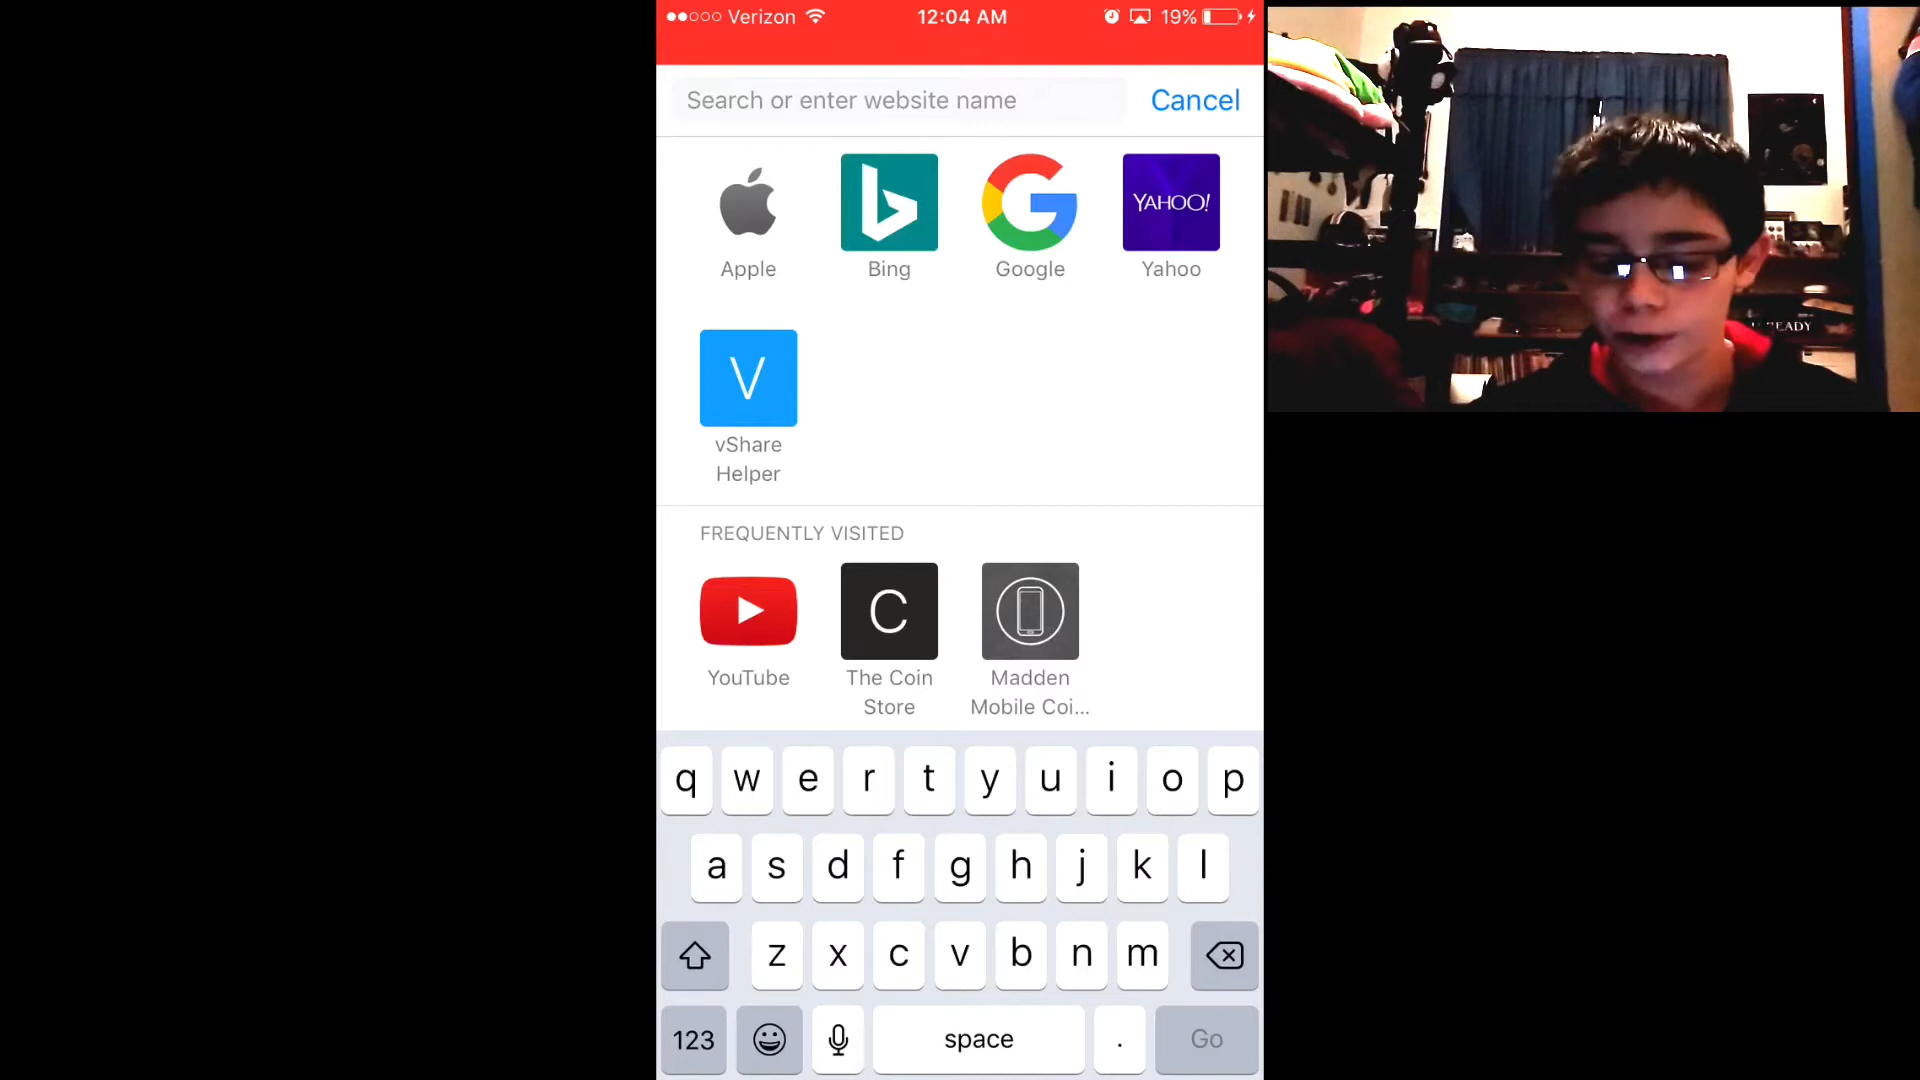 Verizon 12:04 AM 19%
Search or enter website name Cancel
YAHOO!
Apple Bing Google Yahoo
V
vShare
Helper
FREQUENTLY VISITED
C
YouTube The Coin Madden
Store Mobile Coi...
q w e r t y u i o p
a s d f g h j k l
z x c v b n m
123 space . Go
READY